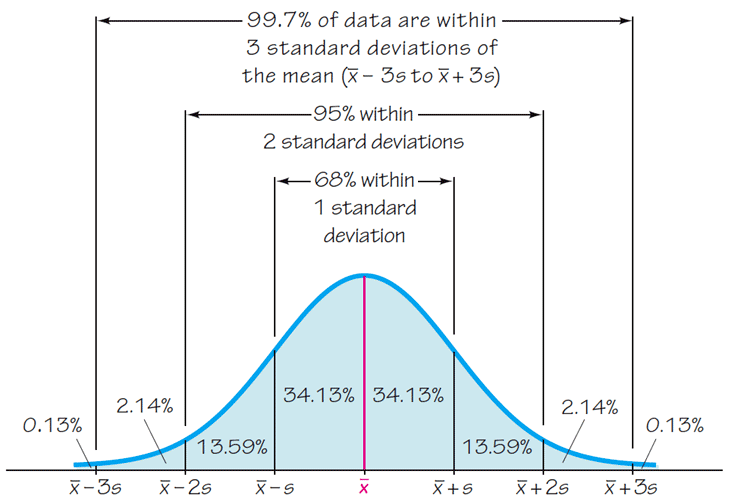 99.7% of data are within
3 standard deviations of
the mean (x̄ − 3s to x̄ + 3s)
95% within
2 standard deviations
68% within
1 standard
deviation
34.13% 34.13%
2.14% 2.14%
0.13% 0.13%
13.59% 13.59%
x̄ − 3s x̄ − 2s x̄ − s x̄ x̄ + s x̄ + 2s x̄ + 3s